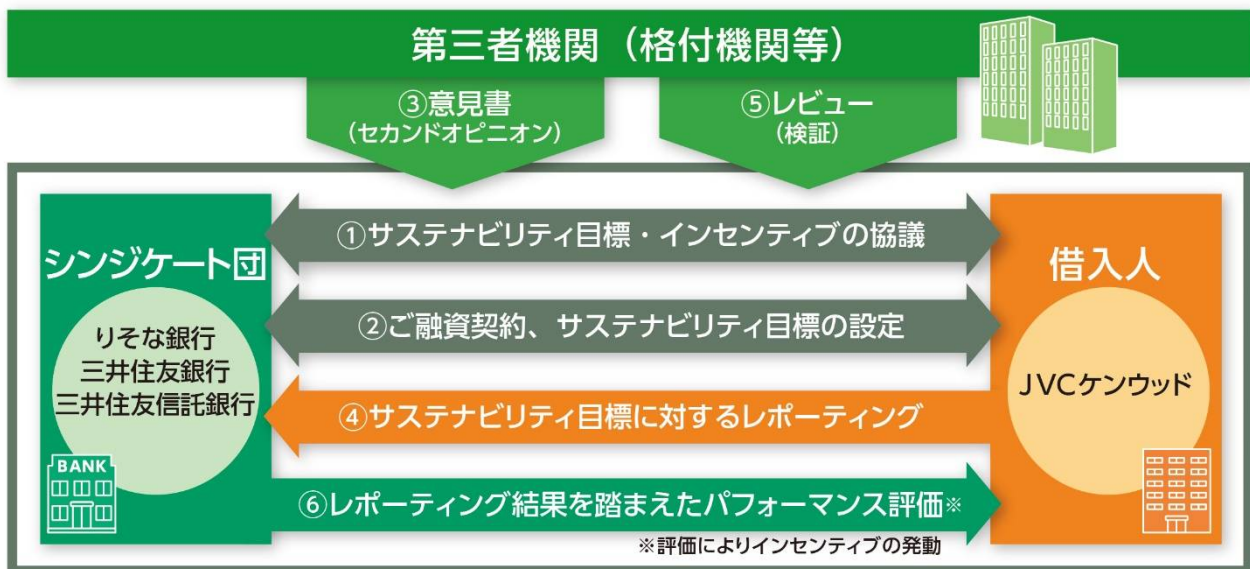 第三者機関（格付機関等）
③意見書
（セカンドオピニオン）
⑤レビュー
（検証）
シンジケート団
りそな銀行
三井住友銀行
三井住友信託銀行
BANK
①サステナビリティ目標・インセンティブの協議
②ご融資契約、サステナビリティ目標の設定
④サステナビリティ目標に対するレポーティング
⑥レポーティング結果を踏まえたパフォーマンス評価※
※評価によりインセンティブの発動
借入人
JVCケンウッド